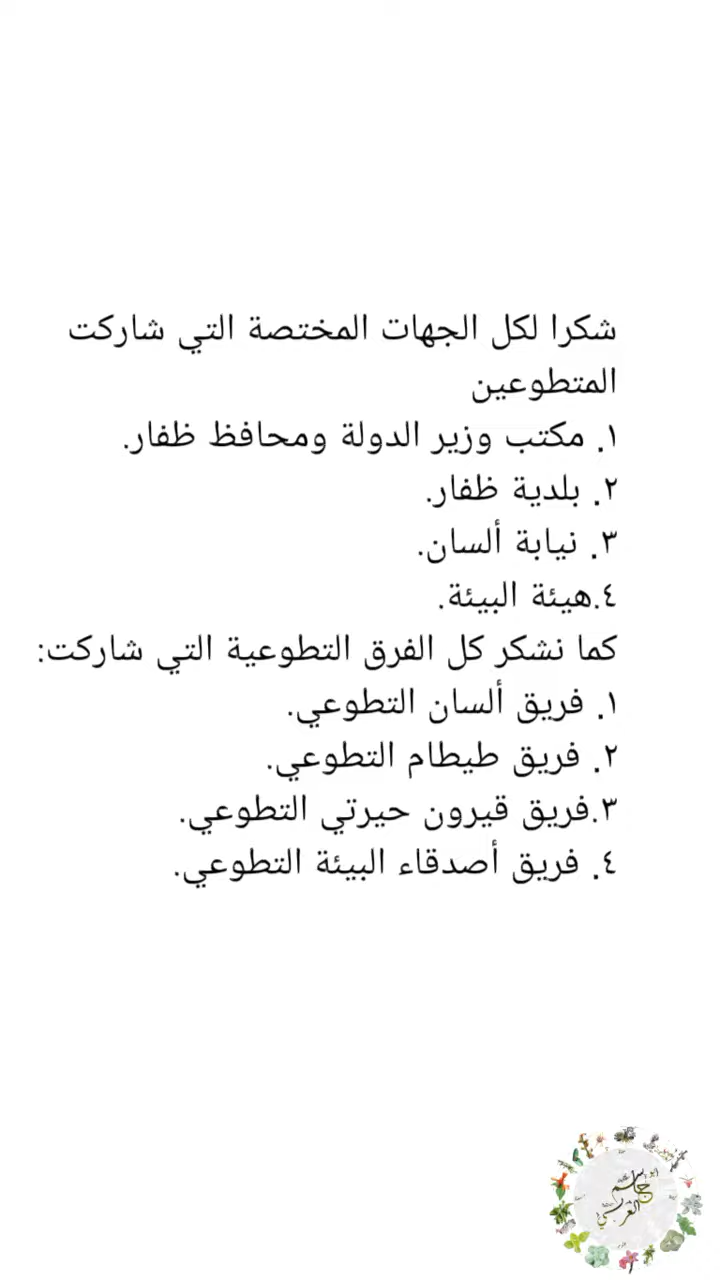 شكرا لكل الجهات المختصة التي شاركت
المتطوعين
١. مكتب وزير الدولة ومحافظ ظفار.
٢. بلدية ظفار.
٣. نيابة ألسان.
٤.هيئة البيئة.
كما نشكر كل الفرق التطوعية التي شاركت:
١. فريق ألسان التطوعي.
٢. فريق طيطام التطوعي.
٣.فريق قيرون حيرتي التطوعي.
٤. فريق أصدقاء البيئة التطوعي.